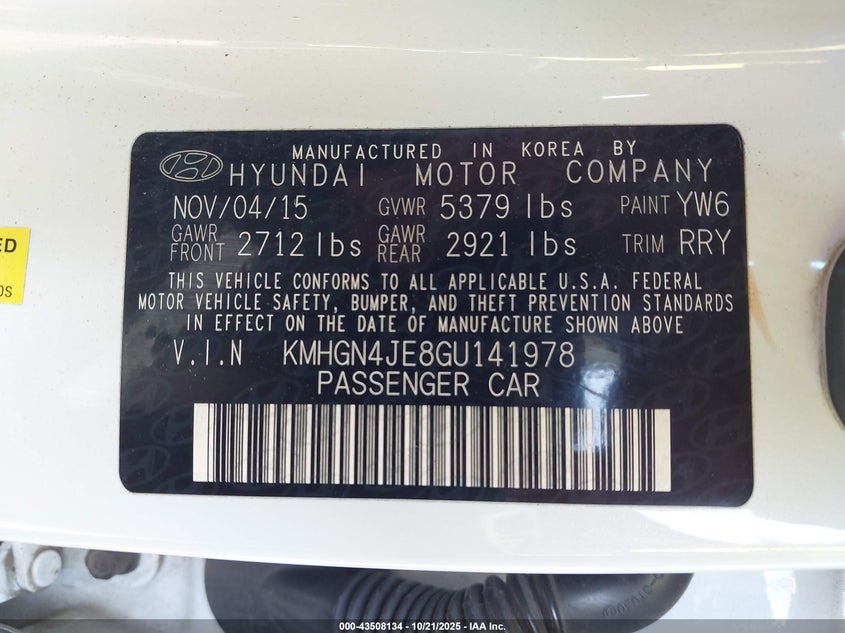 MANUFACTURED IN KOREA BY
HYUNDAI MOTOR COMPANY
NOV/04/15 GVWR 5379 lbs PAINT YW6
GAWR FRONT 2712 lbs GAWR REAR 2921 lbs TRIM RRY
THIS VEHICLE CONFORMS TO ALL APPLICABLE U.S.A. FEDERAL
MOTOR VEHICLE SAFETY, BUMPER, AND THEFT PREVENTION STANDARDS
IN EFFECT ON THE DATE OF MANUFACTURE SHOWN ABOVE
V.I.N KMHGN4JE8GU141978
PASSENGER CAR
000-43508134 - 10/21/2025 - IAA Inc.